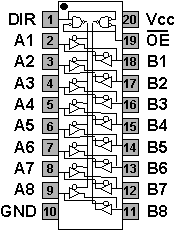 DIR 1 20 Vcc
A1 2 19 OE
A2 3 18 B1
A3 4 17 B2
A4 5 16 B3
A5 6 15 B4
A6 7 14 B5
A7 8 13 B6
A8 9 12 B7
GND 10 11 B8